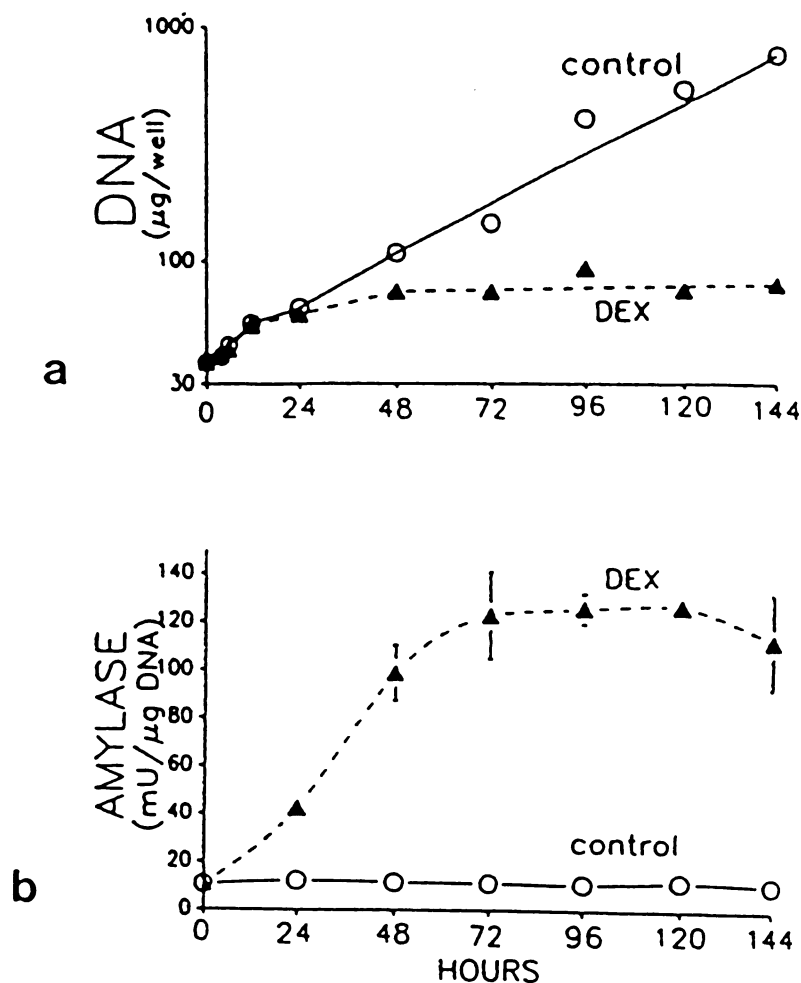 1000
control
DNA
(µg/well)
100
DEX
a
30
0 24 48 72 96 120 144
140
DEX
120
AMYLASE
(mU/µg DNA)
100
80
60
40
control
20
b
0
0 24 48 72 96 120 144
HOURS